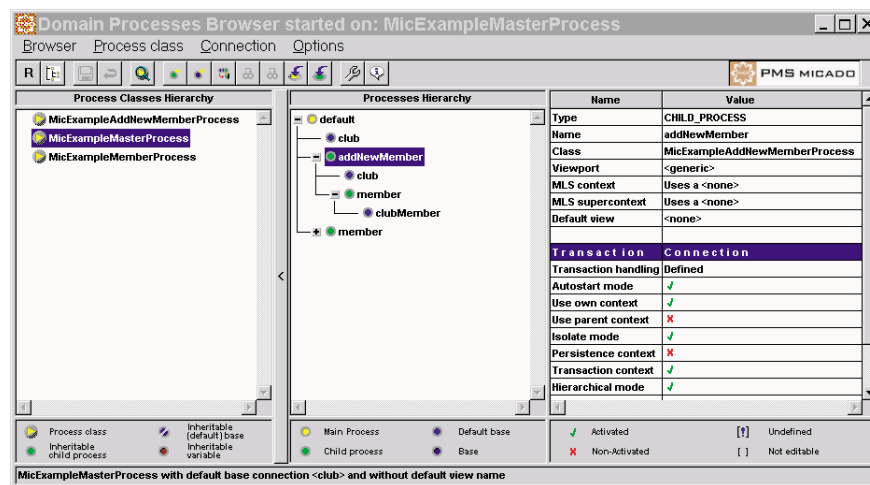 Domain Processes Browser started on: MicExampleMasterProcess
Browser Process class Connection Options
R
PMS MICADO
Process Classes Hierarchy
MicExampleAddNewMemberProcess
MicExampleMasterProcess
MicExampleMemberProcess
Processes Hierarchy
default
club
addNewMember
club
member
clubMember
member
Name Value
Type CHILD_PROCESS
Name addNewMember
Class MicExampleAddNewMemberProcess
Viewport <generic>
MLS context Uses a <none>
MLS supercontext Uses a <none>
Default view <none>
Transaction Connection
Transaction handling Defined
Autostart mode
Use own context
Use parent context
Isolate mode
Persistence context
Transaction context
Hierarchical mode
Process class
Inheritable (default) base
Inheritable child process
Inheritable variable
Main Process
Default base
Child process
Base
Activated
[!] Undefined
Non-Activated
[ ] Not editable
MicExampleMasterProcess with default base connection <club> and without default view name